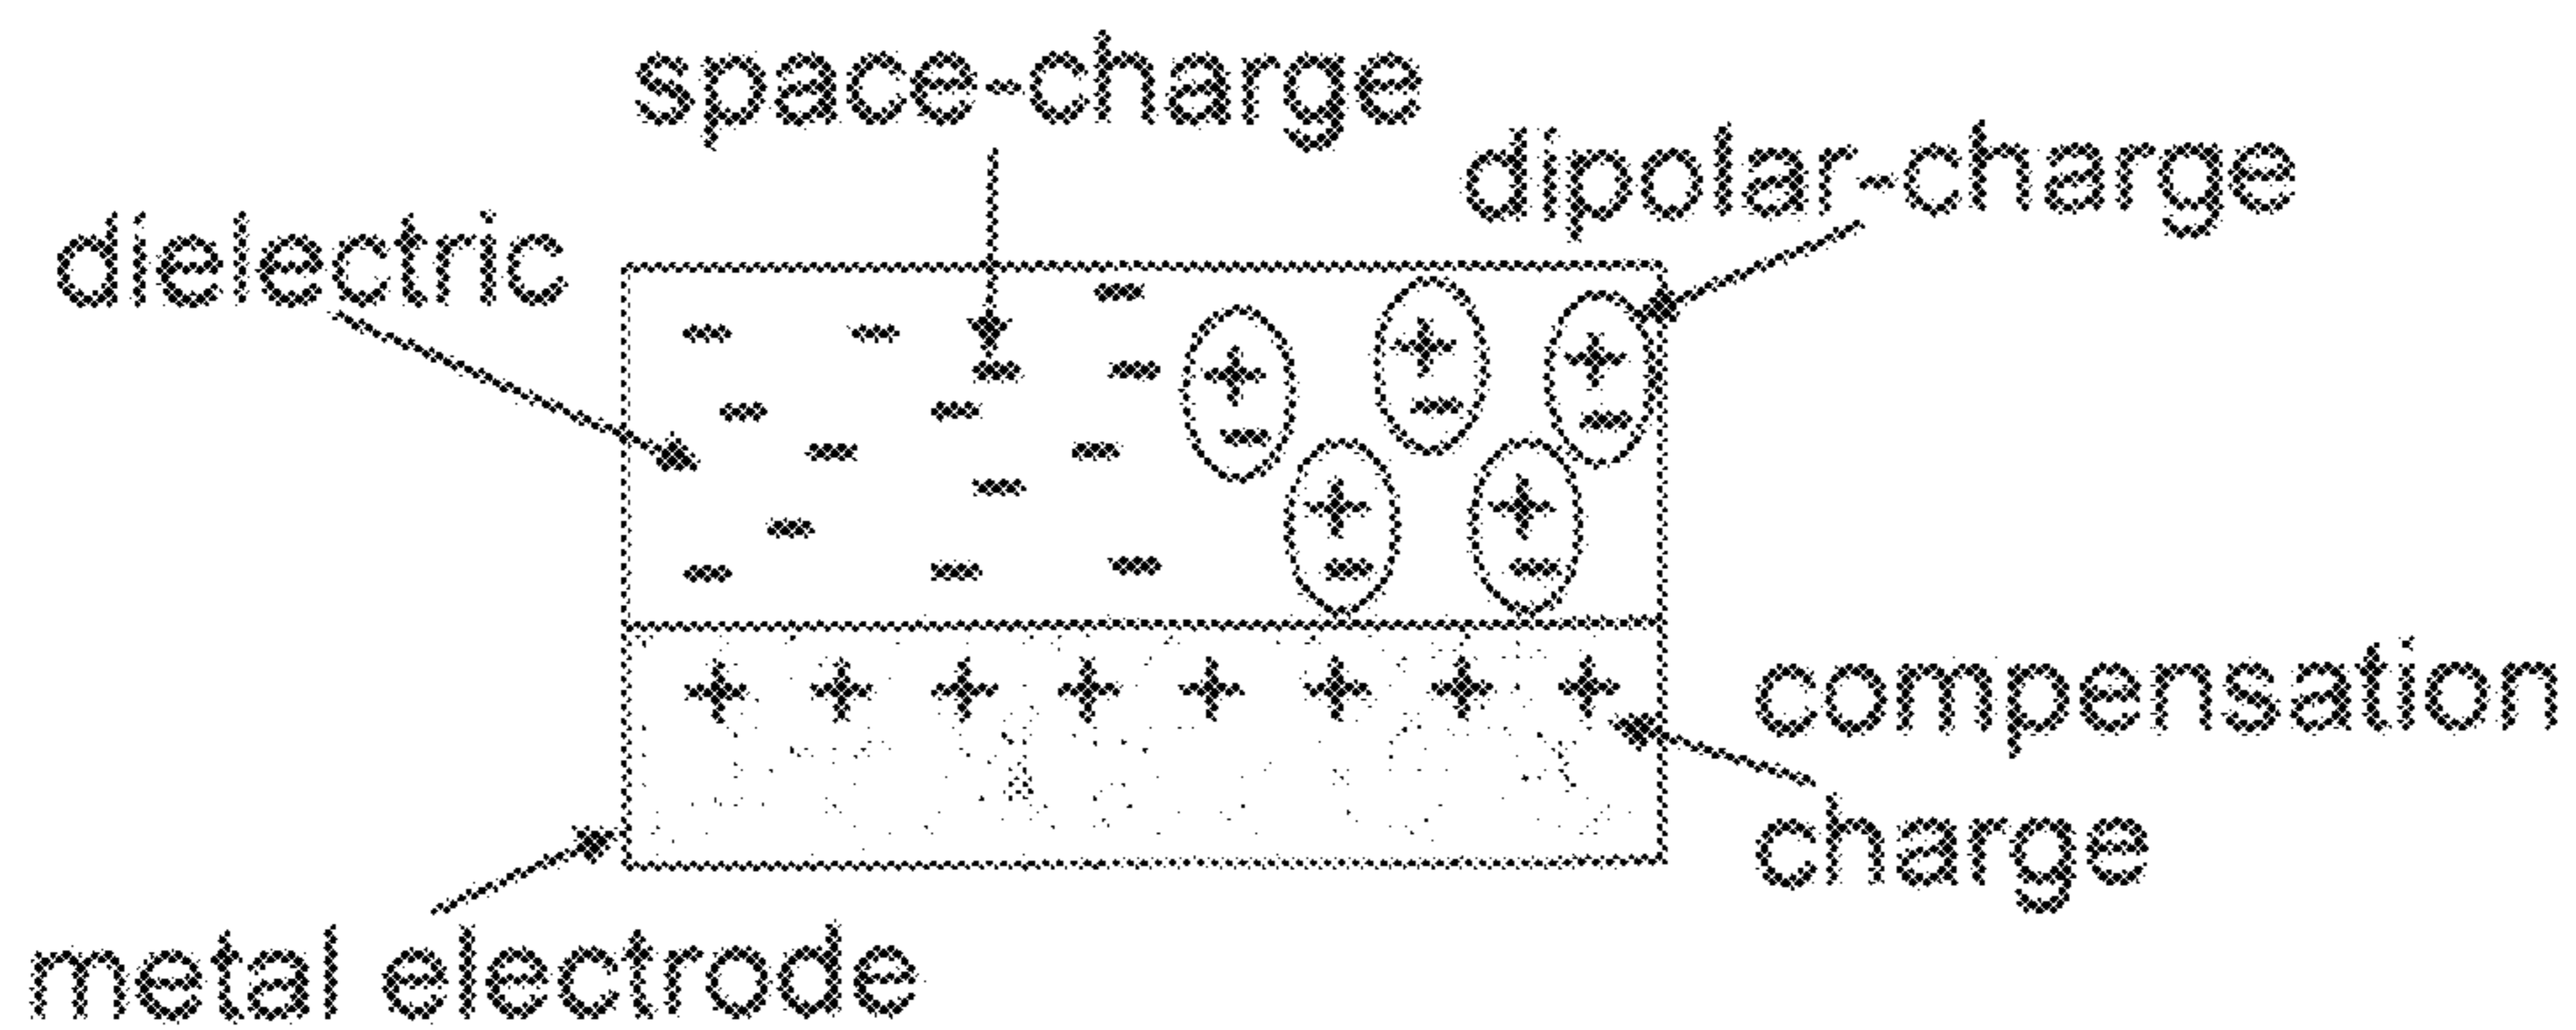 space-charge
dipolar-charge
dielectric
compensation
charge
metal electrode